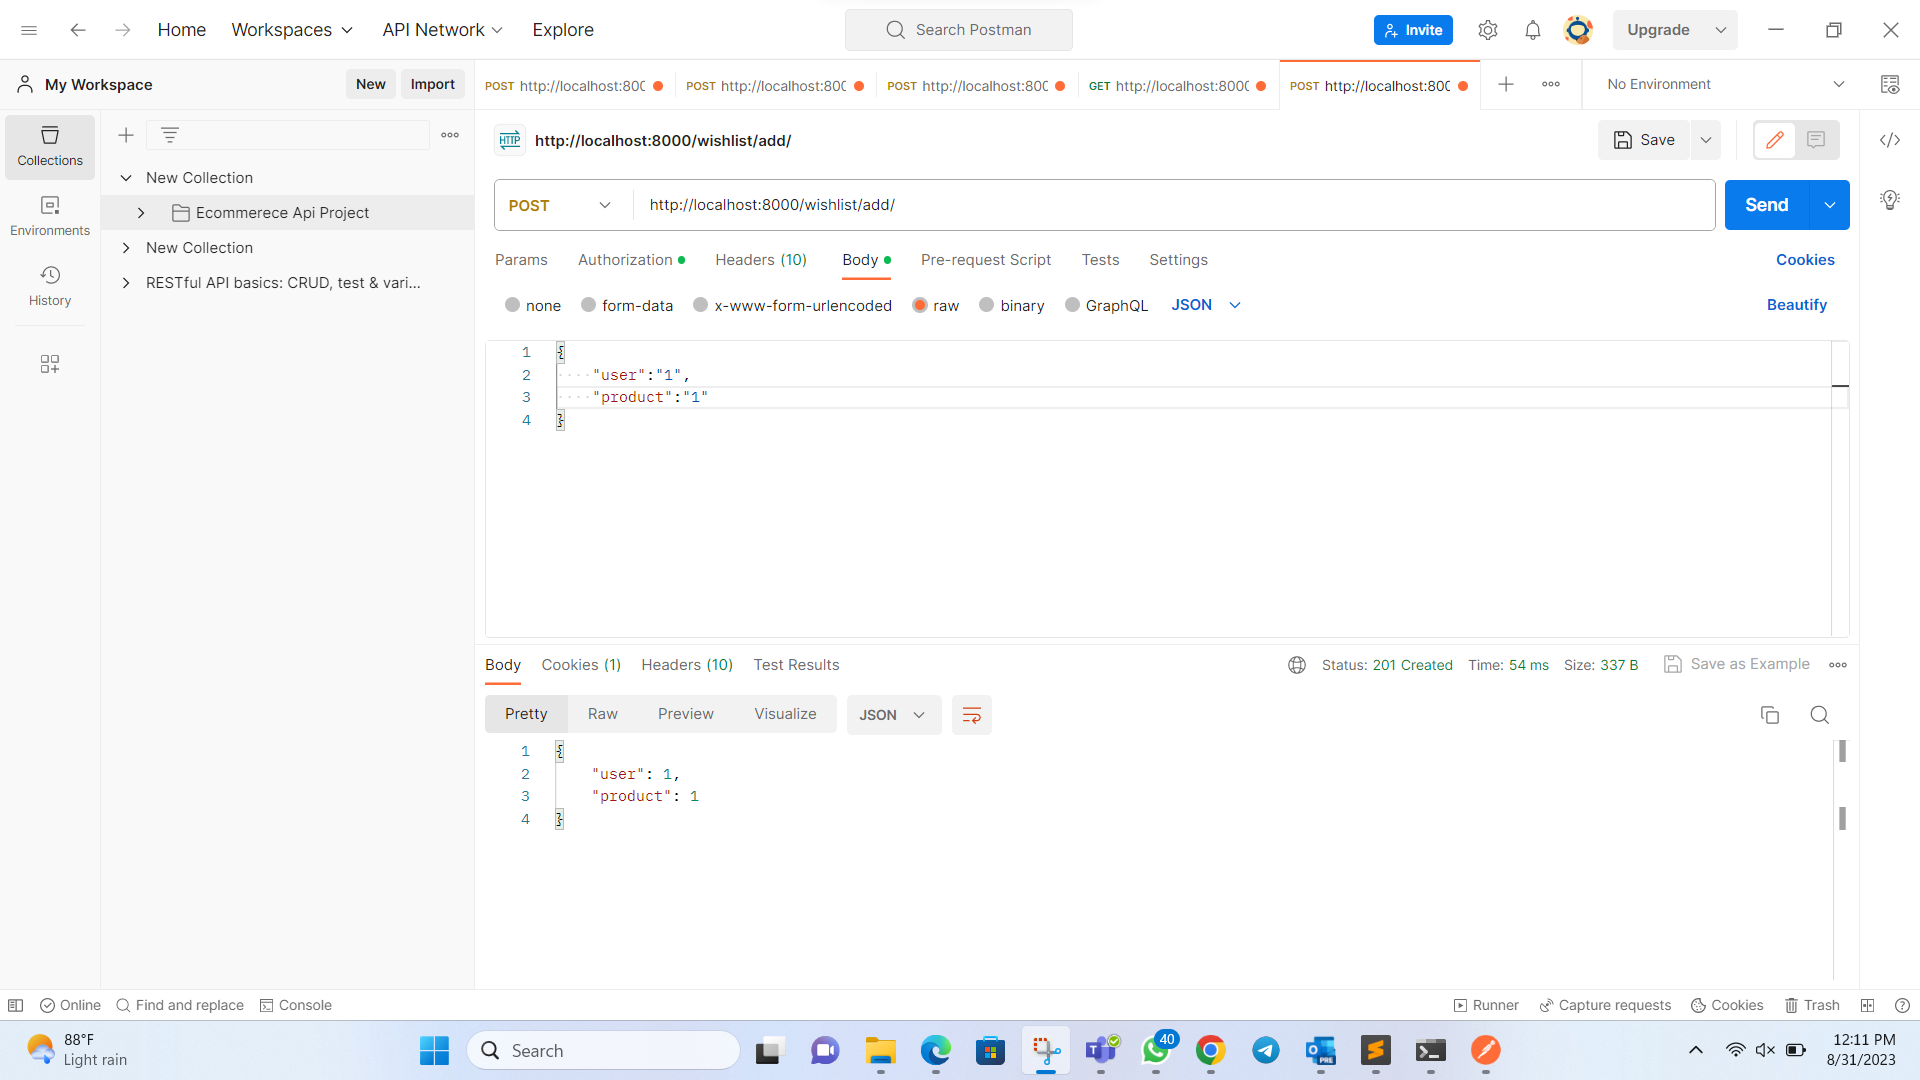 Home Workspaces API Network Explore Search Postman Invite Upgrade
My Workspace New Import
POST http://localhost:800 POST http://localhost:800 POST http://localhost:800 GET http://localhost:8000 POST http://localhost:800 No Environment
Collections
Environments
History
New Collection
Ecommerece Api Project
New Collection
RESTful API basics: CRUD, test & vari...
HTTP http://localhost:8000/wishlist/add/ Save
POST http://localhost:8000/wishlist/add/ Send
Params Authorization Headers (10) Body Pre-request Script Tests Settings Cookies
none form-data x-www-form-urlencoded raw binary GraphQL JSON Beautify
1 {
2 "user":"1",
3 "product":"1"
4 }
Body Cookies (1) Headers (10) Test Results Status: 201 Created Time: 54 ms Size: 337 B Save as Example
Pretty Raw Preview Visualize JSON
1 {
2 "user": 1,
3 "product": 1
4 }
Online Find and replace Console Runner Capture requests Cookies Trash
88°F
Light rain
Search
40
PRE
12:11 PM
8/31/2023